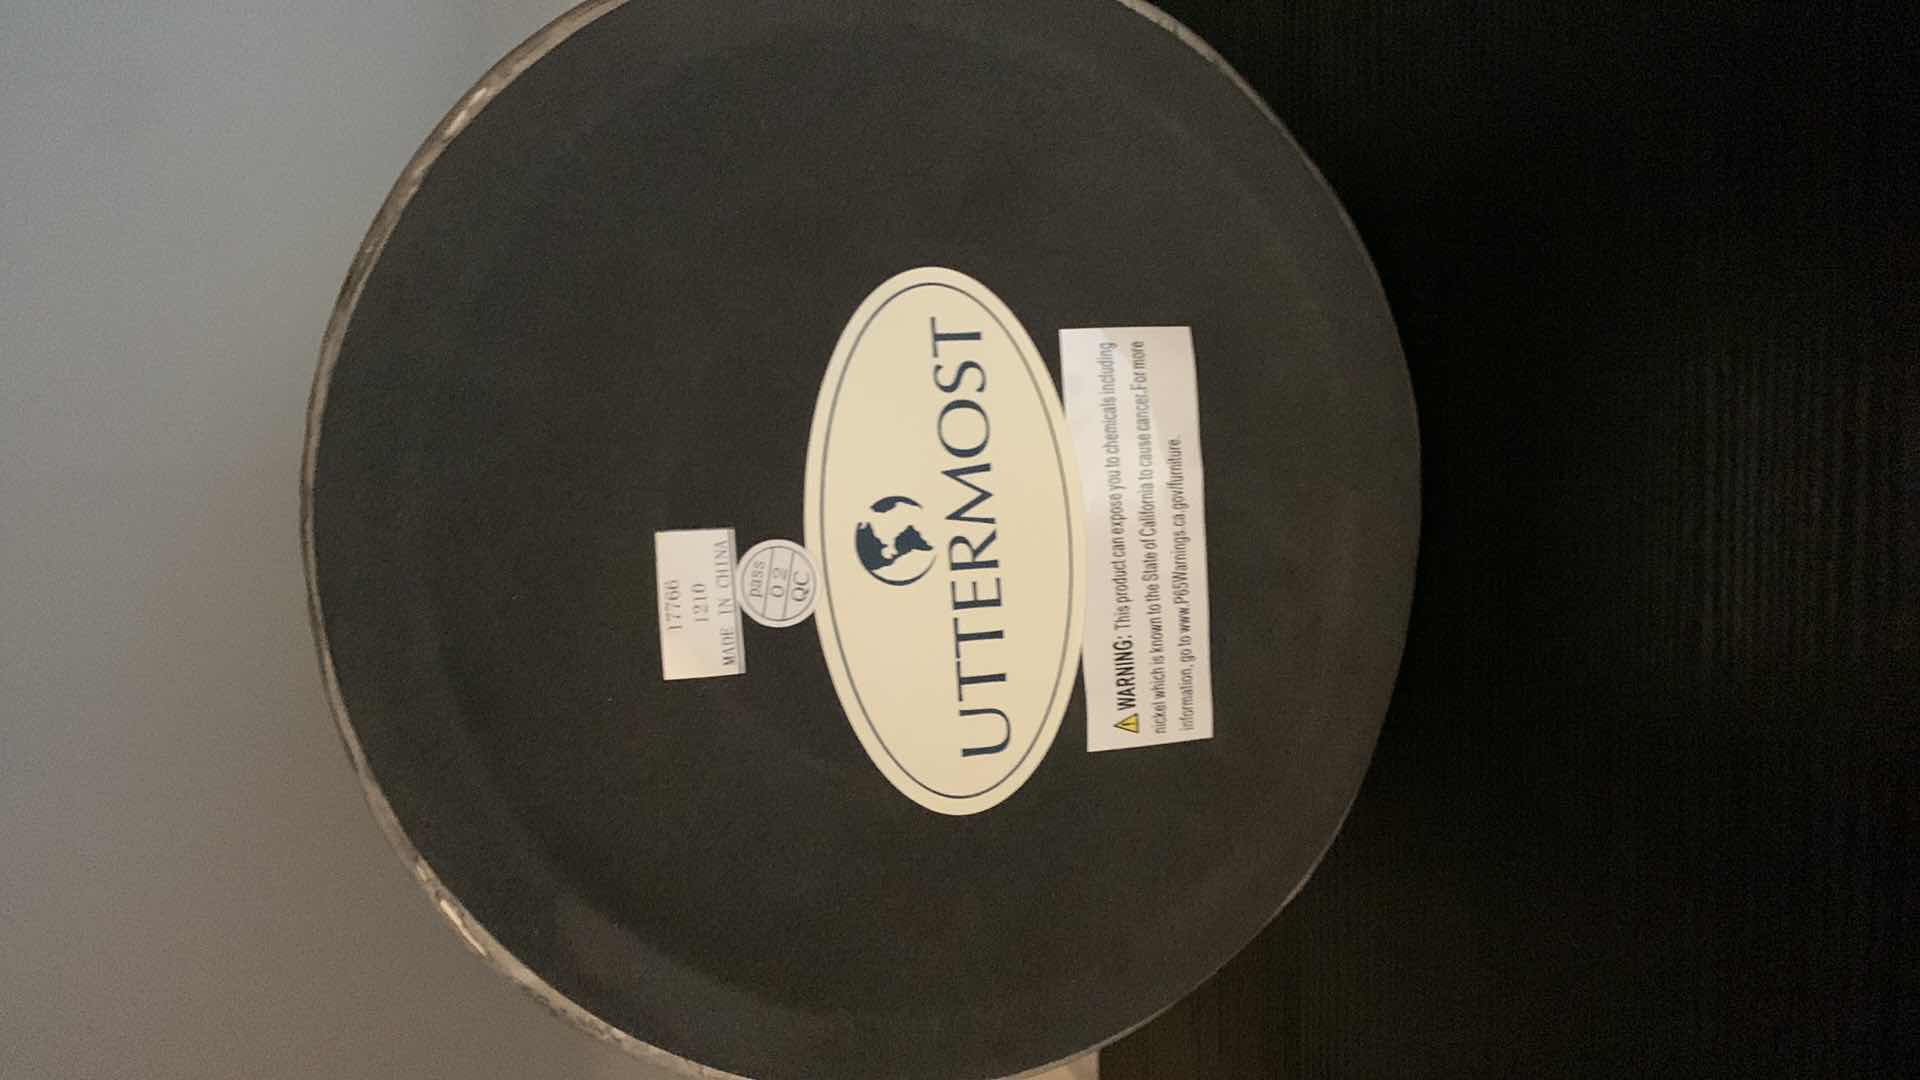 17766
1210
MADE IN CHINA
pass
02
QC
UTTERMOST
WARNING: This product can expose you to chemicals including
nickel which is known to the State of California to cause cancer.For more
information, go to www.P65Warnings.ca.gov/furniture.